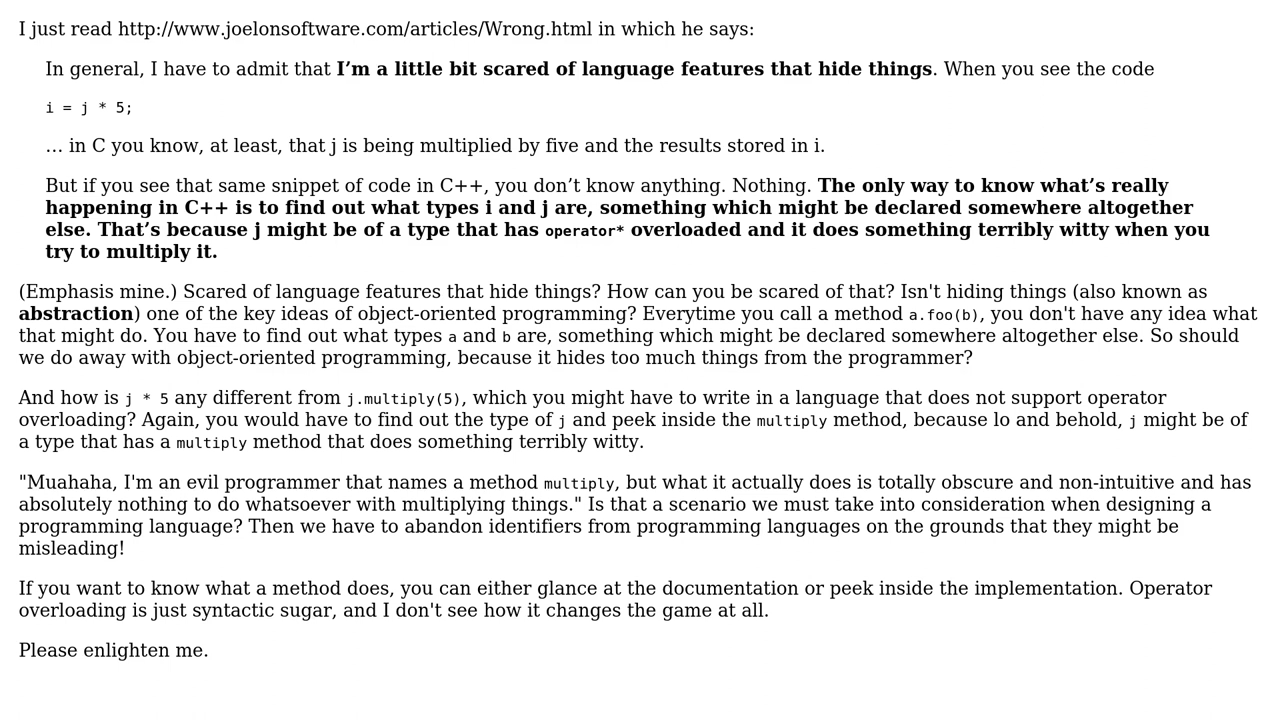 I just read http://www.joelonsoftware.com/articles/Wrong.html in which he says:
In general, I have to admit that I’m a little bit scared of language features that hide things. When you see the code
i = j * 5;
… in C you know, at least, that j is being multiplied by five and the results stored in i.
But if you see that same snippet of code in C++, you don’t know anything. Nothing. The only way to know what’s really
happening in C++ is to find out what types i and j are, something which might be declared somewhere altogether
else. That’s because j might be of a type that has operator* overloaded and it does something terribly witty when you
try to multiply it.
(Emphasis mine.) Scared of language features that hide things? How can you be scared of that? Isn't hiding things (also known as
abstraction) one of the key ideas of object-oriented programming? Everytime you call a method a.foo(b), you don't have any idea what
that might do. You have to find out what types a and b are, something which might be declared somewhere altogether else. So should
we do away with object-oriented programming, because it hides too much things from the programmer?
And how is j * 5 any different from j.multiply(5), which you might have to write in a language that does not support operator
overloading? Again, you would have to find out the type of j and peek inside the multiply method, because lo and behold, j might be of
a type that has a multiply method that does something terribly witty.
"Muahaha, I'm an evil programmer that names a method multiply, but what it actually does is totally obscure and non-intuitive and has
absolutely nothing to do whatsoever with multiplying things." Is that a scenario we must take into consideration when designing a
programming language? Then we have to abandon identifiers from programming languages on the grounds that they might be
misleading!
If you want to know what a method does, you can either glance at the documentation or peek inside the implementation. Operator
overloading is just syntactic sugar, and I don't see how it changes the game at all.
Please enlighten me.